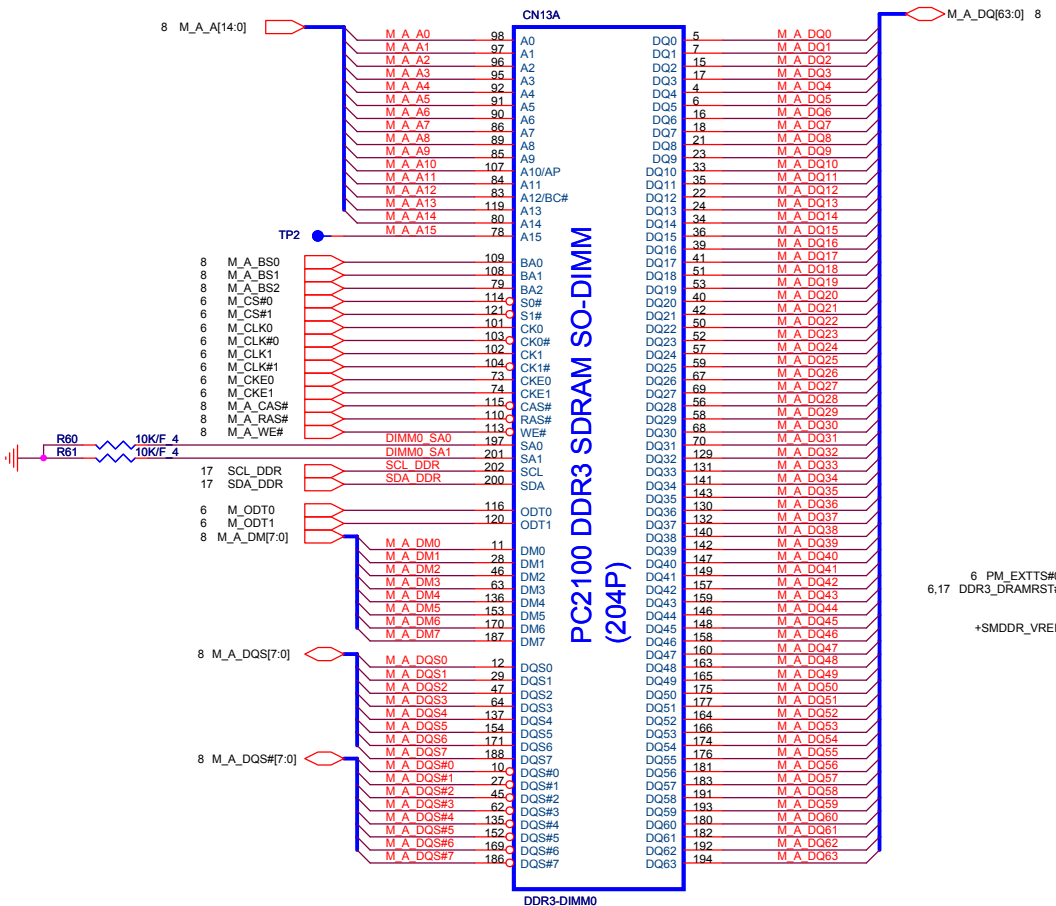 CN13A
8 M_A_A[14:0]
M_A_DQ[63:0] 8
M_A_A0 98 A0 DQ0 5 M_A_DQ0
M_A_A1 97 A1 DQ1 7 M_A_DQ1
M_A_A2 96 A2 DQ2 15 M_A_DQ2
M_A_A3 95 A3 DQ3 17 M_A_DQ3
M_A_A4 92 A4 DQ4 4 M_A_DQ4
M_A_A5 91 A5 DQ5 6 M_A_DQ5
M_A_A6 90 A6 DQ6 16 M_A_DQ6
M_A_A7 86 A7 DQ7 18 M_A_DQ7
M_A_A8 89 A8 DQ8 21 M_A_DQ8
M_A_A9 85 A9 DQ9 23 M_A_DQ9
M_A_A10 107 A10/AP DQ10 33 M_A_DQ10
M_A_A11 84 A11 DQ11 35 M_A_DQ11
M_A_A12 83 A12/BC# DQ12 22 M_A_DQ12
M_A_A13 119 A13 DQ13 24 M_A_DQ13
M_A_A14 80 A14 DQ14 34 M_A_DQ14
TP2 M_A_A15 78 A15 DQ15 36 M_A_DQ15
DQ16 39 M_A_DQ16
8 M_A_BS0 109 BA0 DQ17 41 M_A_DQ17
8 M_A_BS1 108 BA1 DQ18 51 M_A_DQ18
8 M_A_BS2 79 BA2 DQ19 53 M_A_DQ19
6 M_CS#0 114 S0# DQ20 40 M_A_DQ20
6 M_CS#1 121 S1# DQ21 42 M_A_DQ21
6 M_CLK0 101 CK0 DQ22 50 M_A_DQ22
6 M_CLK#0 103 CK0# DQ23 52 M_A_DQ23
6 M_CLK1 102 CK1 DQ24 57 M_A_DQ24
6 M_CLK#1 104 CK1# DQ25 59 M_A_DQ25
6 M_CKE0 73 CKE0 DQ26 67 M_A_DQ26
6 M_CKE1 74 CKE1 DQ27 69 M_A_DQ27
8 M_A_CAS# 115 CAS# DQ28 56 M_A_DQ28
8 M_A_RAS# 110 RAS# DQ29 58 M_A_DQ29
8 M_A_WE# 113 WE# DQ30 68 M_A_DQ30
R60 10K/F_4 DIMM0_SA0 197 SA0 DQ31 70 M_A_DQ31
R61 10K/F_4 DIMM0_SA1 201 SA1 DQ32 129 M_A_DQ32
17 SCL_DDR SCL_DDR 202 SCL DQ33 131 M_A_DQ33
17 SDA_DDR SDA_DDR 200 SDA DQ34 141 M_A_DQ34
DQ35 143 M_A_DQ35
6 M_ODT0 116 ODT0 DQ36 130 M_A_DQ36
6 M_ODT1 120 ODT1 DQ37 132 M_A_DQ37
8 M_A_DM[7:0] DQ38 140 M_A_DQ38
M_A_DM0 11 DM0 DQ39 142 M_A_DQ39
M_A_DM1 28 DM1 DQ40 147 M_A_DQ40
M_A_DM2 46 DM2 DQ41 149 M_A_DQ41
M_A_DM3 63 DM3 DQ42 157 M_A_DQ42
M_A_DM4 136 DM4 DQ43 159 M_A_DQ43
M_A_DM5 153 DM5 DQ44 146 M_A_DQ44
M_A_DM6 170 DM6 DQ45 148 M_A_DQ45
M_A_DM7 187 DM7 DQ46 158 M_A_DQ46
8 M_A_DQS[7:0] DQ47 160 M_A_DQ47
M_A_DQS0 12 DQS0 DQ48 163 M_A_DQ48
M_A_DQS1 29 DQS1 DQ49 165 M_A_DQ49
M_A_DQS2 47 DQS2 DQ50 175 M_A_DQ50
M_A_DQS3 64 DQS3 DQ51 177 M_A_DQ51
M_A_DQS4 137 DQS4 DQ52 164 M_A_DQ52
M_A_DQS5 154 DQS5 DQ53 166 M_A_DQ53
M_A_DQS6 171 DQS6 DQ54 174 M_A_DQ54
M_A_DQS7 188 DQS7 DQ55 176 M_A_DQ55
8 M_A_DQS#[7:0]
M_A_DQS#0 10 DQS#0 DQ56 181 M_A_DQ56
M_A_DQS#1 27 DQS#1 DQ57 183 M_A_DQ57
M_A_DQS#2 45 DQS#2 DQ58 191 M_A_DQ58
M_A_DQS#3 62 DQS#3 DQ59 193 M_A_DQ59
M_A_DQS#4 135 DQS#4 DQ60 180 M_A_DQ60
M_A_DQS#5 152 DQS#5 DQ61 182 M_A_DQ61
M_A_DQS#6 169 DQS#6 DQ62 192 M_A_DQ62
M_A_DQS#7 186 DQS#7 DQ63 194 M_A_DQ63
PC2100 DDR3 SDRAM SO-DIMM
(204P)
DDR3-DIMM0
6 PM_EXTTS#0
6,17 DDR3_DRAMRST#
+SMDDR_VRE